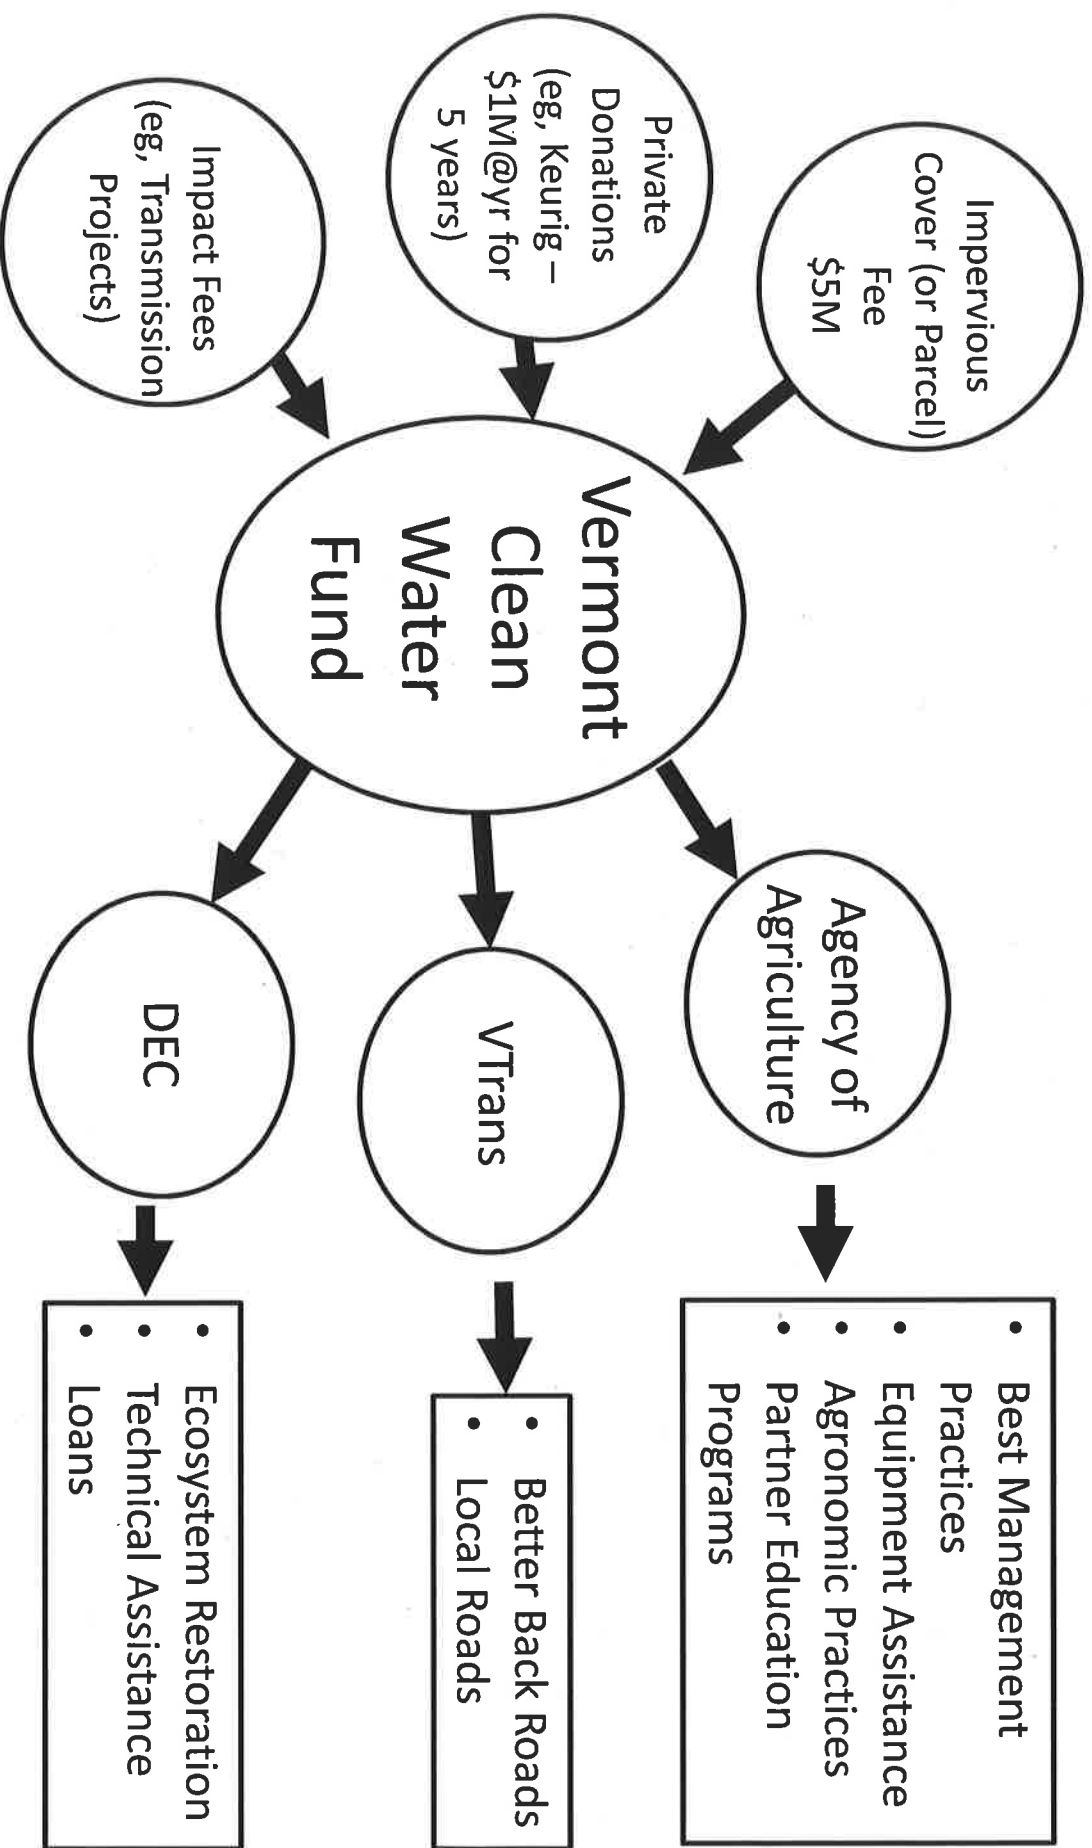 Impervious
Cover (or Parcel)
Fee
$5M
Private
Donations
(eg, Keurig –
$1M@yr for
5 years)
Impact Fees
(eg, Transmission
Projects)
Vermont
Clean
Water
Fund
Agency of
Agriculture
VTrans
DEC
• Best Management
Practices
• Equipment Assistance
• Agronomic Practices
• Partner Education
Programs
• Better Back Roads
• Local Roads
• Ecosystem Restoration
• Technical Assistance
• Loans